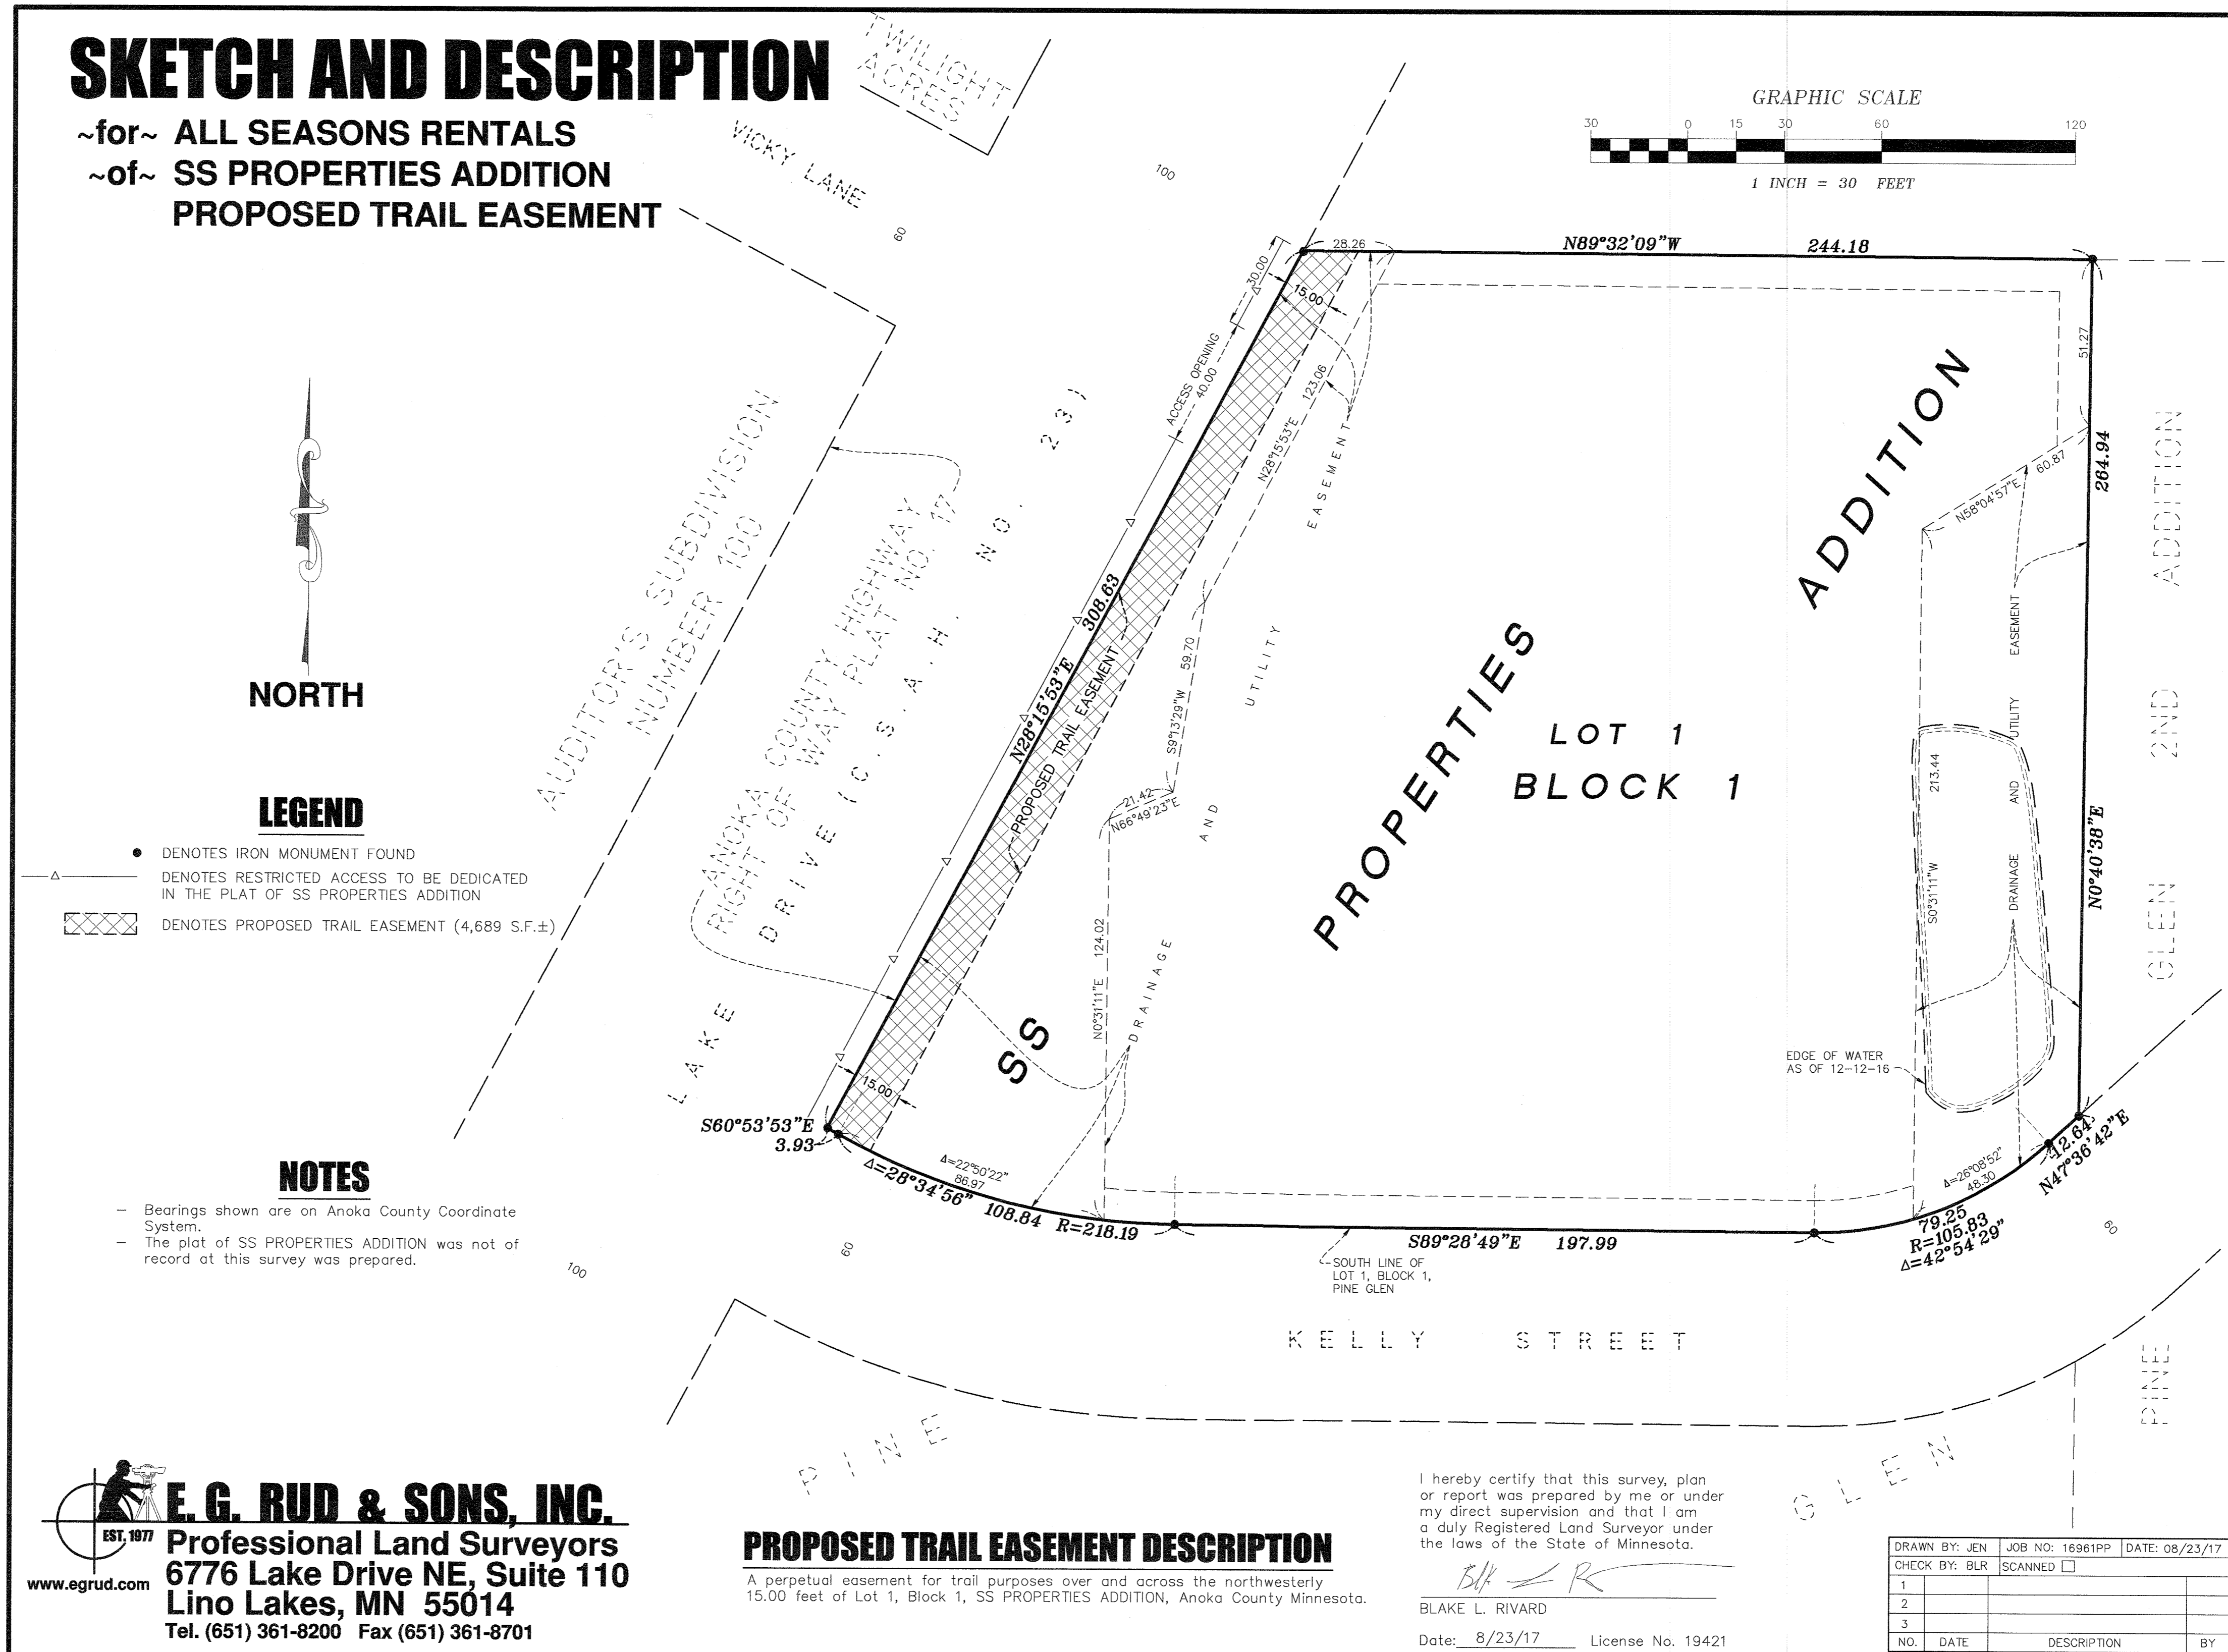 SKETCH AND DESCRIPTION
~for~ ALL SEASONS RENTALS
~of~ SS PROPERTIES ADDITION
PROPOSED TRAIL EASEMENT
TWILIGHT
ACRES
VICKY LANE
60
100
GRAPHIC SCALE
30 0 15 30 60 120
1 INCH = 30 FEET
28.26
N89°32'09"W 244.18
30.00
15.00
ACCESS OPENING
40.00
N28°15'53"E 123.06
EASEMENT
51.27
264.94
N58°04'57"E 60.87
ADDITION
PROPERTIES
SS
LOT 1
BLOCK 1
AUDITOR'S SUBDIVISION
NUMBER 100
ANOKA COUNTY HIGHWAY
RIGHT OF WAY PLAT NO. 17
LAKE DRIVE (C.S.A.H. NO. 23)
N28°15'53"E 308.63
PROPOSED TRAIL EASEMENT
S9°13'29"W 59.70
21.42
N66°49'23"E
N0°31'11"E 124.02
DRAINAGE AND UTILITY
S0°31'11"W 213.44
DRAINAGE AND UTILITY EASEMENT
N0°40'38"E
PINE GLEN 2ND ADDITION
NORTH
LEGEND
DENOTES IRON MONUMENT FOUND
DENOTES RESTRICTED ACCESS TO BE DEDICATED
IN THE PLAT OF SS PROPERTIES ADDITION
DENOTES PROPOSED TRAIL EASEMENT (4,689 S.F.±)
EDGE OF WATER
AS OF 12-12-16
15.00
S60°53'53"E
3.93
Δ=22°50'22"
86.97
Δ=28°34'56" 108.84 R=218.19
S89°28'49"E 197.99
SOUTH LINE OF
LOT 1, BLOCK 1,
PINE GLEN
Δ=26°08'52"
48.30
12.64
N47°36'42"E
79.25
R=105.83
Δ=42°54'29"
60
60
100
NOTES
– Bearings shown are on Anoka County Coordinate
System.
– The plat of SS PROPERTIES ADDITION was not of
record at this survey was prepared.
KELLY STREET
PINE GLEN
E. G. RUD & SONS, INC.
EST. 1977
Professional Land Surveyors
6776 Lake Drive NE, Suite 110
www.egrud.com
Lino Lakes, MN 55014
Tel. (651) 361-8200 Fax (651) 361-8701
PROPOSED TRAIL EASEMENT DESCRIPTION
A perpetual easement for trail purposes over and across the northwesterly
15.00 feet of Lot 1, Block 1, SS PROPERTIES ADDITION, Anoka County Minnesota.
I hereby certify that this survey, plan
or report was prepared by me or under
my direct supervision and that I am
a duly Registered Land Surveyor under
the laws of the State of Minnesota.
BLAKE L. RIVARD
Date: 8/23/17 License No. 19421
DRAWN BY: JEN JOB NO: 16961PP DATE: 08/23/17
CHECK BY: BLR SCANNED
1
2
3
NO. DATE DESCRIPTION BY